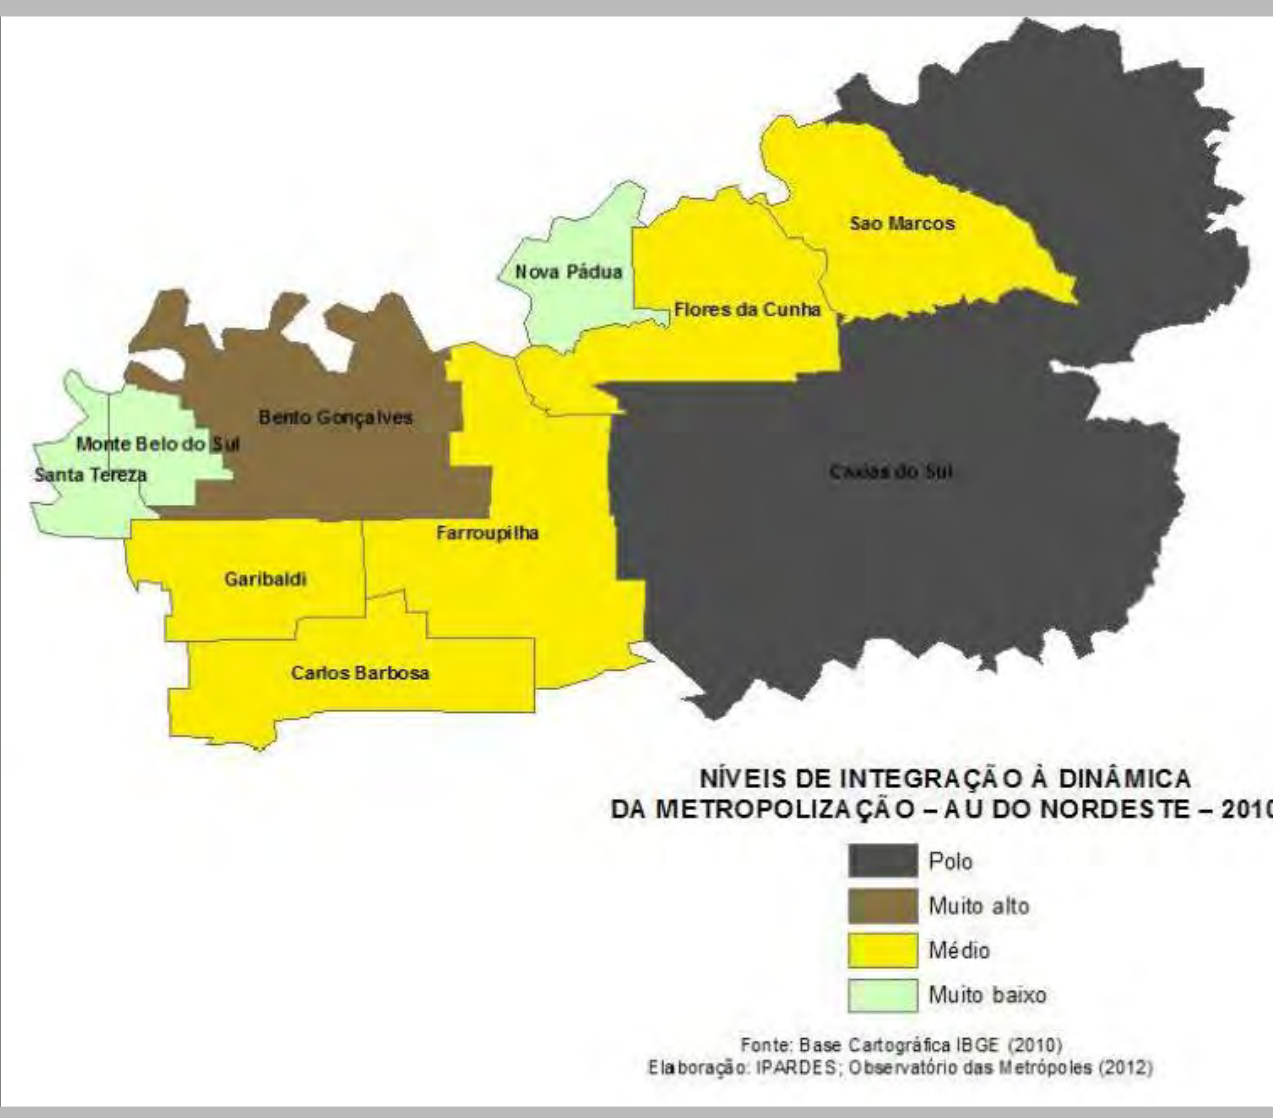 Sao Marcos
Nova Pádua
Flores da Cunha
Bento Gonçalves
Monte Belo do Sul
Santa Tereza
Caxias do Sul
Farroupilha
Garibaldi
Carlos Barbosa
NÍVEIS DE INTEGRAÇÃO À DINÂMICA
DA METROPOLIZAÇÃO – AU DO NORDESTE – 2010
Polo
Muito alto
Médio
Muito baixo
Fonte: Base Cartográfica IBGE (2010)
Elaboração: IPARDES; Observatório das Metrópoles (2012)